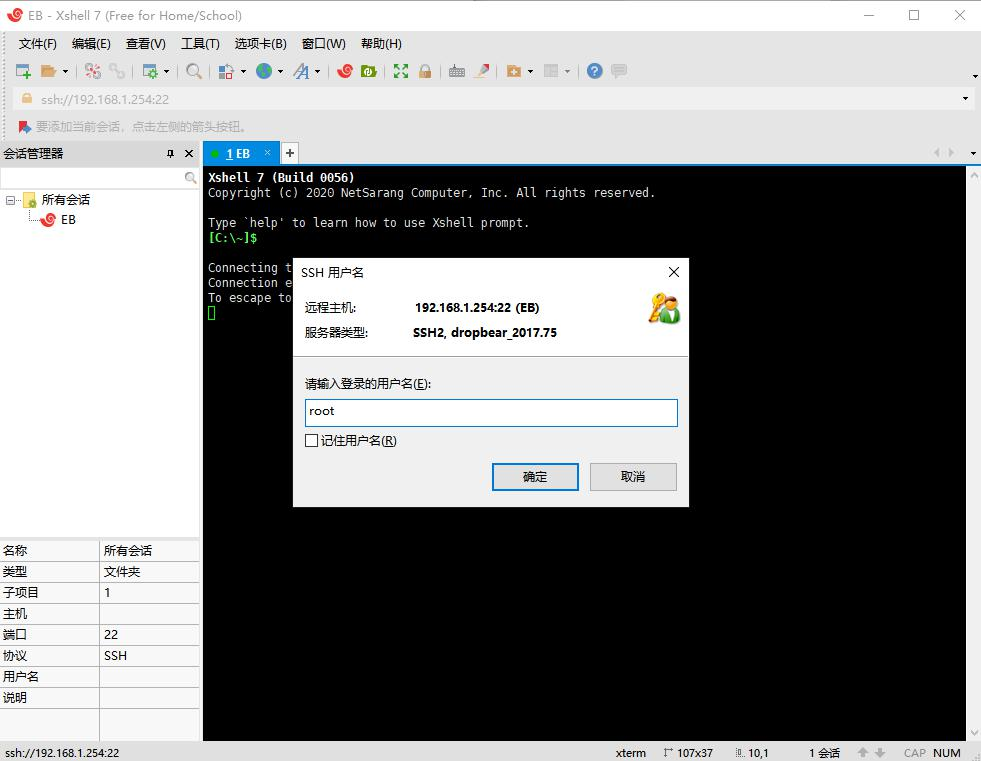 EB - Xshell 7 (Free for Home/School)
文件(F) 编辑(E) 查看(V) 工具(T) 选项卡(B) 窗口(W) 帮助(H)
ssh://192.168.1.254:22
要添加当前会话，点击左侧的箭头按钮。
会话管理器
1 EB
所有会话
EB
Xshell 7 (Build 0056)
Copyright (c) 2020 NetSarang Computer, Inc. All rights reserved.
Type `help' to learn how to use Xshell prompt.
[C:\~]$
Connecting t
Connection e
To escape to
SSH 用户名
远程主机: 192.168.1.254:22 (EB)
服务器类型: SSH2, dropbear_2017.75
请输入登录的用户名(E):
root
记住用户名(R)
确定 取消
名称 所有会话
类型 文件夹
子项目 1
主机
端口 22
协议 SSH
用户名
说明
ssh://192.168.1.254:22 xterm 107x37 10,1 1 会话 CAP NUM